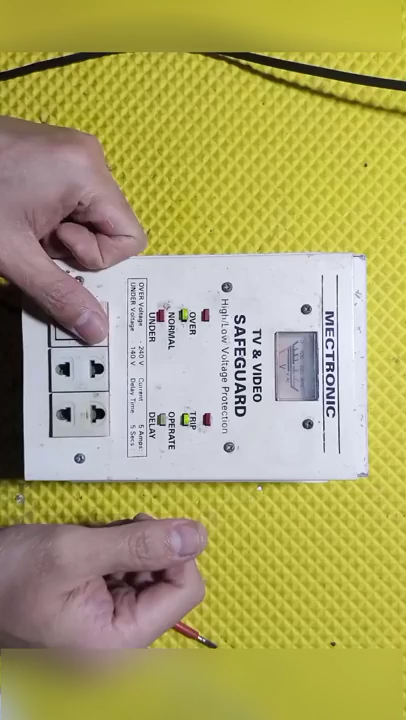 MECTRONIC
V
TV & VIDEO
SAFEGUARD
High/Low Voltage Protection
OVER
NORMAL
UNDER
TRIP
OPERATE
DELAY
OVER Voltage 240 V Current 5 Amps.
UNDER Voltage 140 V Delay Time 5 Secs.